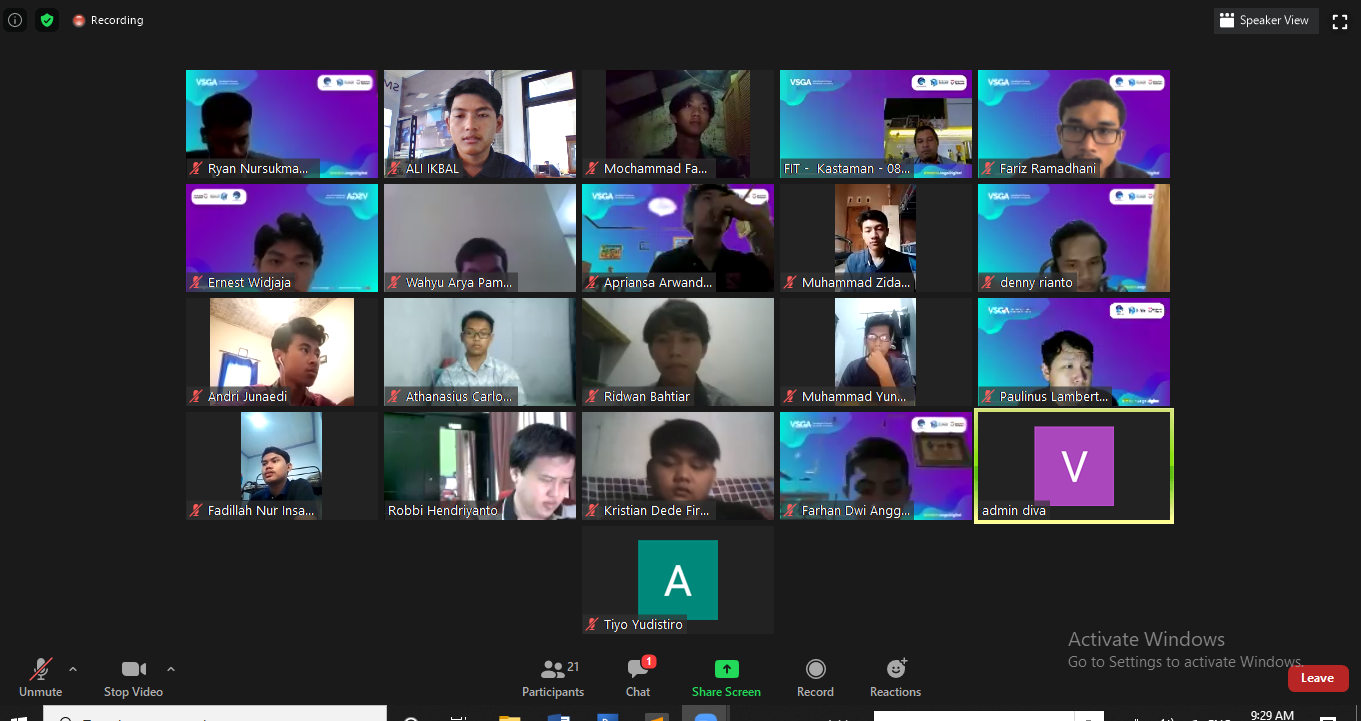 Recording
Speaker View
VSGA
VSGA
VSGA
Ryan Nursukma...
ALI IKBAL
Mochammad Fa...
FIT - Kastaman - 08...
Fariz Ramadhani
VSGA
VSGA
VSGA
Ernest Widjaja
Wahyu Arya Pam...
Apriansa Arwand...
Muhammad Zida...
denny rianto
VSGA
Andri Junaedi
Athanasius Carlo...
Ridwan Bahtiar
Muhammad Yun...
Paulinus Lambert...
VSGA
V
Fadillah Nur Insa...
Robbi Hendriyanto
Kristian Dede Fir...
Farhan Dwi Angg...
admin diva
A
Tiyo Yudistiro
Activate Windows
Go to Settings to activate Windows.
21
1
Unmute
Stop Video
Participants
Chat
Share Screen
Record
Reactions
Leave
9:29 AM